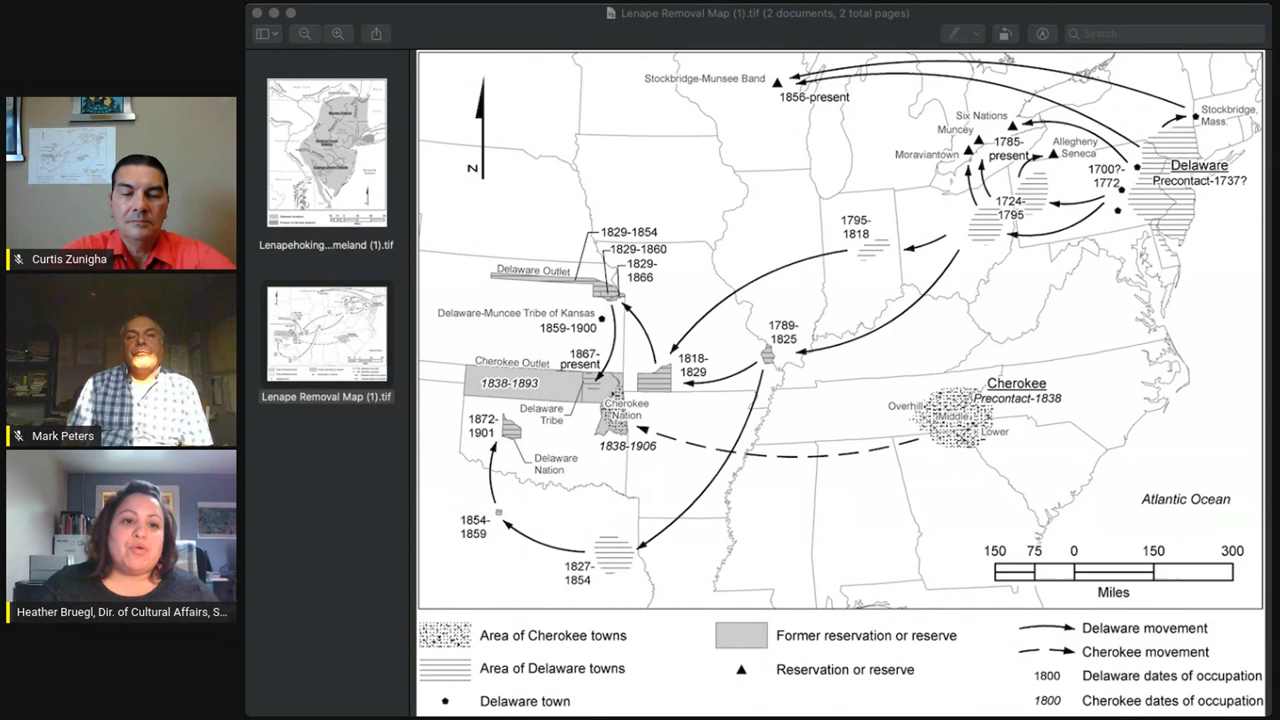 Lenape Removal Map (1).tif (2 documents, 2 total pages)
Search
Curtis Zunigha
Mark Peters
Heather Bruegl, Dir. of Cultural Affairs, S...
Lenapehoking...meland (1).tif
Lenape Removal Map (1).tif
Stockbridge-Munsee Band
1856-present
Stockbridge,
Mass.
Six Nations
Muncey
Moraviantown
1785-
present
Allegheny
Seneca
Delaware
Precontact-1737?
1700?-
1772
1724-
1795
1795-
1818
1829-1854
1829-1860
1829-
1866
Delaware Outlet
Delaware-Muncee Tribe of Kansas
1859-1900
1789-
1825
1867-
present
1818-
1829
Cherokee Outlet
1838-1893
Cherokee
Precontact-1838
Overhill
Middle
Lower
Delaware
Tribe
Cherokee
Nation
1838-1906
1872-
1901
Delaware
Nation
1854-
1859
1827-
1854
Atlantic Ocean
N
150 75 0 150 300
Miles
Area of Cherokee towns
Area of Delaware towns
Delaware town
Former reservation or reserve
Reservation or reserve
Delaware movement
Cherokee movement
1800 Delaware dates of occupation
1800 Cherokee dates of occupation